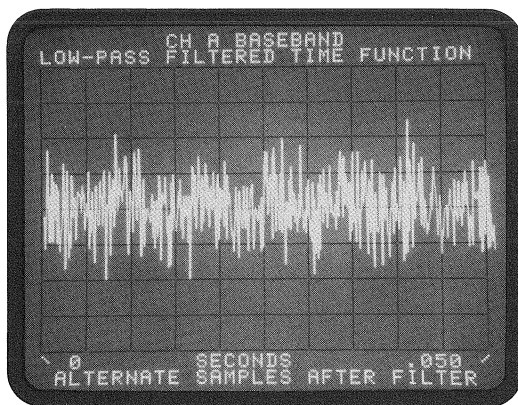 CH A BASEBAND
LOW-PASS FILTERED TIME FUNCTION
0 SECONDS .050
ALTERNATE SAMPLES AFTER FILTER